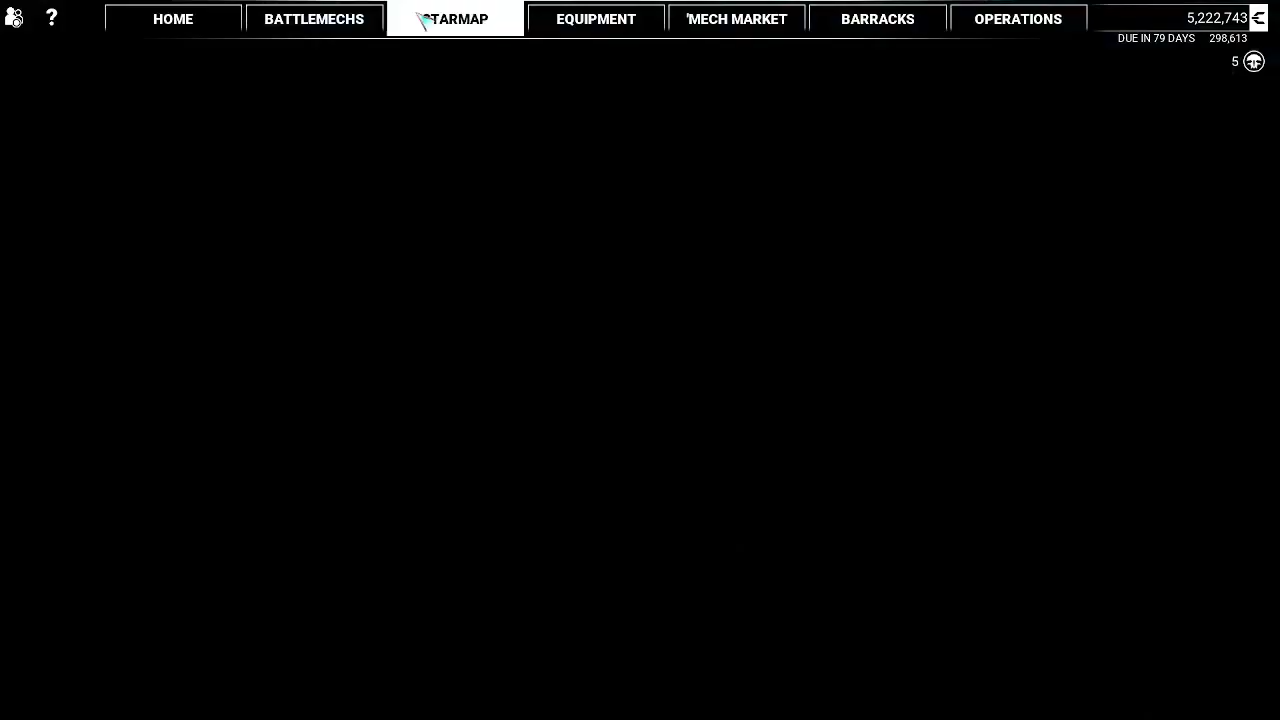 ? HOME BATTLEMECHS STARMAP EQUIPMENT 'MECH MARKET BARRACKS OPERATIONS 5,222,743
DUE IN 79 DAYS 298,613
5